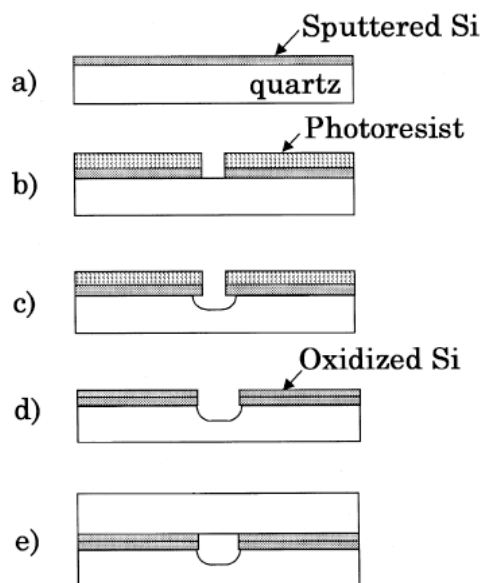 Sputtered Si
a)
quartz
Photoresist
b)
c)
Oxidized Si
d)
e)